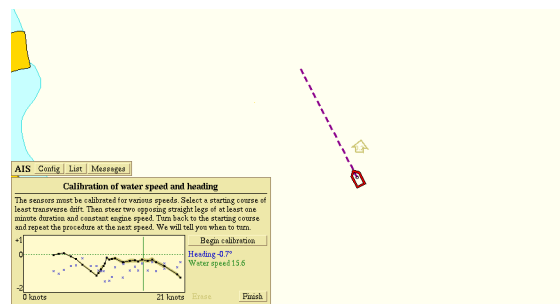 AIS Config List Messages
Calibration of water speed and heading
The sensors must be calibrated for various speeds. Select a starting course of
least transverse drift. Then steer two opposing straight legs of at least one
minute duration and constant engine speed. Turn back to the starting course
and repeat the procedure at the next speed. We will tell you when to turn.
+1
0
-2
0 knots
21 knots
Begin calibration
Heading -0.7°
Water speed 15.6
Erase
Finish